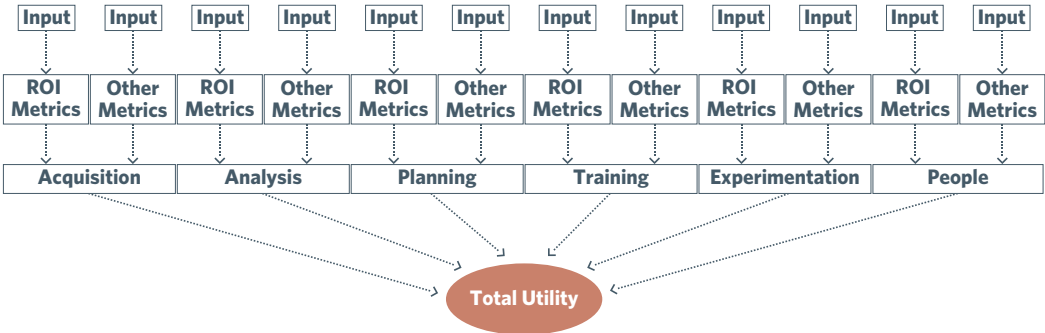 Input Input Input Input Input Input Input Input Input Input Input Input
ROI Other ROI Other ROI Other ROI Other ROI Other ROI Other
Metrics Metrics Metrics Metrics Metrics Metrics Metrics Metrics Metrics Metrics Metrics Metrics
Acquisition Analysis Planning Training Experimentation People
Total Utility